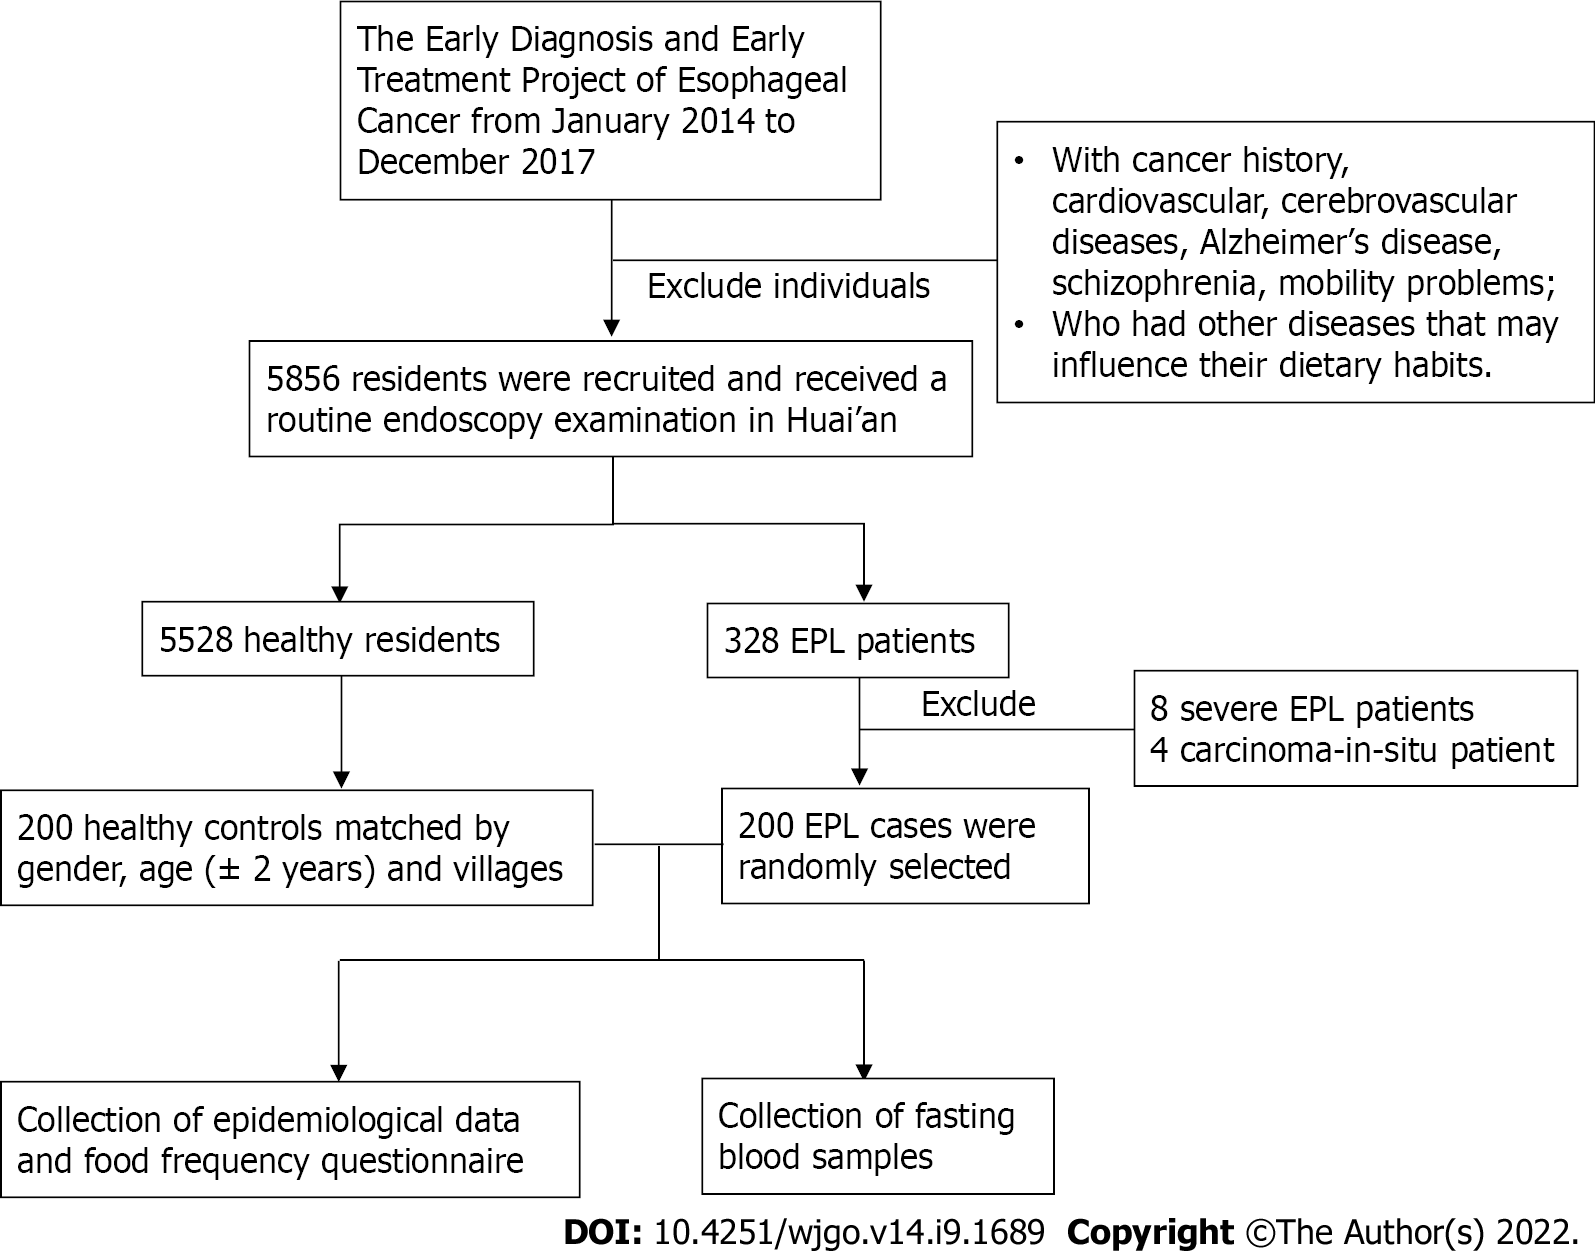 The Early Diagnosis and Early
Treatment Project of Esophageal
Cancer from January 2014 to
December 2017
• With cancer history,
cardiovascular, cerebrovascular
diseases, Alzheimer’s disease,
schizophrenia, mobility problems;
• Who had other diseases that may
influence their dietary habits.
Exclude individuals
5856 residents were recruited and received a
routine endoscopy examination in Huai’an
5528 healthy residents
328 EPL patients
Exclude
8 severe EPL patients
4 carcinoma-in-situ patient
200 healthy controls matched by
gender, age (± 2 years) and villages
200 EPL cases were
randomly selected
Collection of epidemiological data
and food frequency questionnaire
Collection of fasting
blood samples
DOI: 10.4251/wjgo.v14.i9.1689 Copyright ©The Author(s) 2022.